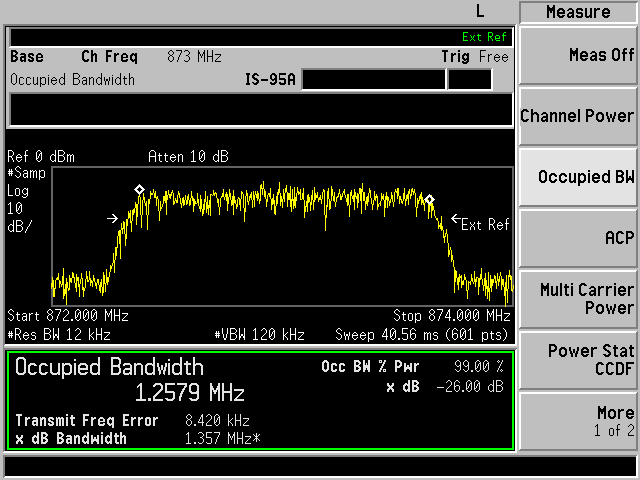 L
Measure
Ext Ref
Base Ch Freq 873 MHz Trig Free
Meas Off
Occupied Bandwidth IS-95A
Channel Power
Ref 0 dBm Atten 10 dB
#Samp
Log
10
dB/
Occupied BW
Ext Ref
ACP
Start 872.000 MHz Stop 874.000 MHz
#Res BW 12 kHz #VBW 120 kHz Sweep 40.56 ms (601 pts)
Multi Carrier
Power
Occupied Bandwidth Occ BW % Pwr 99.00 %
1.2579 MHz x dB -26.00 dB
Power Stat
CCDF
Transmit Freq Error 8.420 kHz
x dB Bandwidth 1.357 MHz*
More
1 of 2